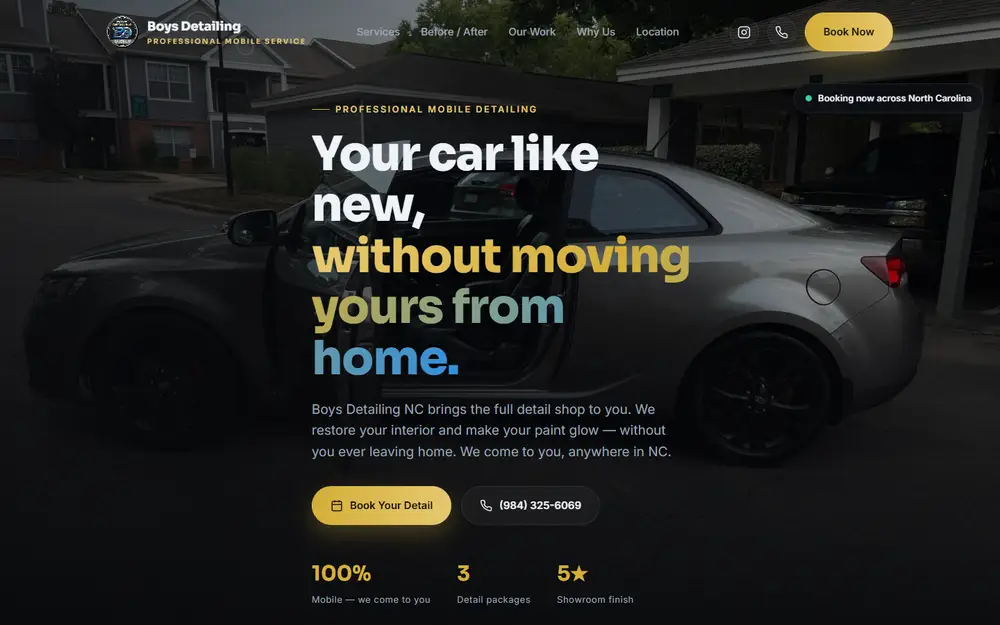 Boys Detailing
PROFESSIONAL MOBILE SERVICE
Services
Before / After
Our Work
Why Us
Location
Book Now
Booking now across North Carolina
PROFESSIONAL MOBILE DETAILING
Your car like
new,
without moving
yours from
home.
Boys Detailing NC brings the full detail shop to you. We
restore your interior and make your paint glow — without
you ever leaving home. We come to you, anywhere in NC.
Book Your Detail
(984) 325-6069
100%
Mobile — we come to you
3
Detail packages
5★
Showroom finish